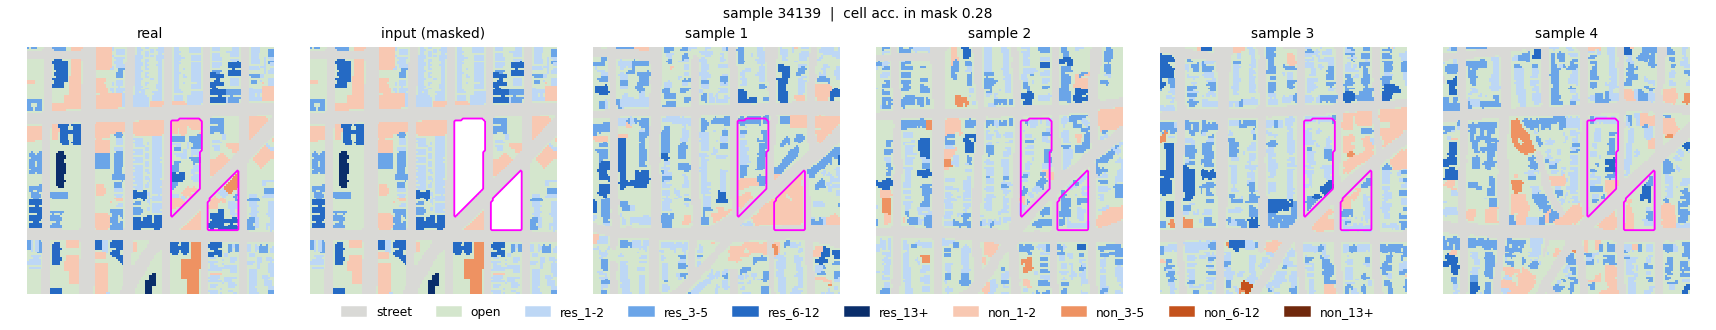 sample 34139 | cell acc. in mask 0.28
real
input (masked)
sample 1
sample 2
sample 3
sample 4
street
open
res_1-2
res_3-5
res_6-12
res_13+
non_1-2
non_3-5
non_6-12
non_13+